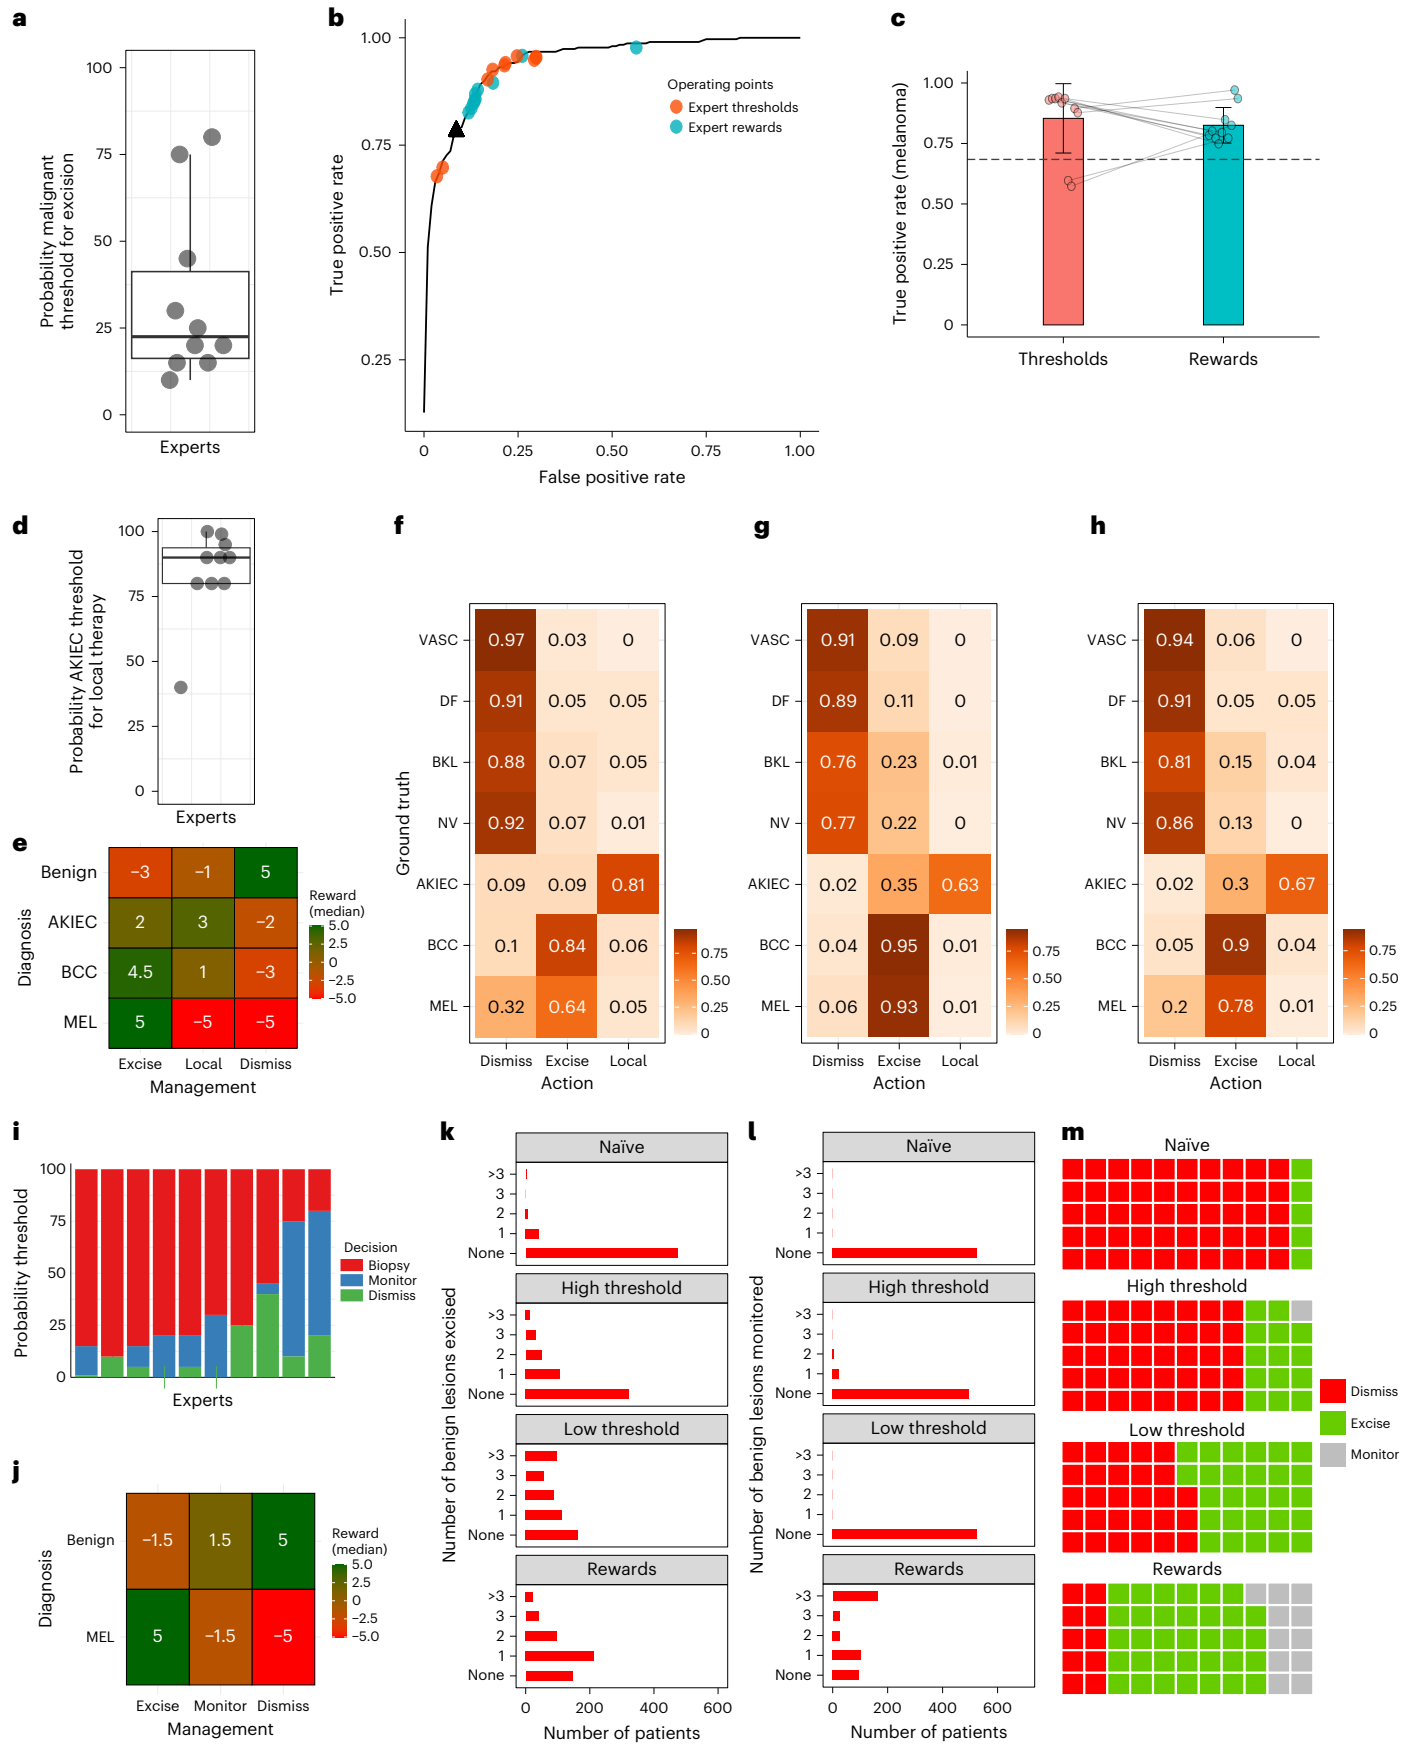 a
100
75
50
25
0
Probability malignant
threshold for excision
Experts
b
1.00
0.75
0.50
0.25
True positive rate
Operating points
Expert thresholds
Expert rewards
0 0.25 0.50 0.75 1.00
False positive rate
c
1.00
0.75
0.50
0.25
0
True positive rate (melanoma)
Thresholds Rewards
d
100
75
50
25
0
Probability AKIEC threshold
for local therapy
Experts
e
Diagnosis
Benign −3 −1 5
AKIEC 2 3 −2
BCC 4.5 1 −3
MEL 5 −5 −5
Excise Local Dismiss
Management
Reward
(median)
5.0
2.5
0
−2.5
−5.0
f
Ground truth
VASC 0.97 0.03 0
DF 0.91 0.05 0.05
BKL 0.88 0.07 0.05
NV 0.92 0.07 0.01
AKIEC 0.09 0.09 0.81
BCC 0.1 0.84 0.06
MEL 0.32 0.64 0.05
Dismiss Excise Local
Action
0.75
0.50
0.25
0
g
VASC 0.91 0.09 0
DF 0.89 0.11 0
BKL 0.76 0.23 0.01
NV 0.77 0.22 0
AKIEC 0.02 0.35 0.63
BCC 0.04 0.95 0.01
MEL 0.06 0.93 0.01
Dismiss Excise Local
Action
0.75
0.50
0.25
0
h
VASC 0.94 0.06 0
DF 0.91 0.05 0.05
BKL 0.81 0.15 0.04
NV 0.86 0.13 0
AKIEC 0.02 0.3 0.67
BCC 0.05 0.9 0.04
MEL 0.2 0.78 0.01
Dismiss Excise Local
Action
0.75
0.50
0.25
0
i
100
75
50
25
0
Probability threshold
Experts
Decision
Biopsy
Monitor
Dismiss
j
Diagnosis
Benign −1.5 1.5 5
MEL 5 −1.5 −5
Excise Monitor Dismiss
Management
Reward
(median)
5.0
2.5
0
−2.5
−5.0
k
Number of benign lesions excised
Naïve
>3
3
2
1
None
High threshold
>3
3
2
1
None
Low threshold
>3
3
2
1
None
Rewards
>3
3
2
1
None
0 200 400 600
Number of patients
l
Number of benign lesions monitored
Naïve
>3
3
2
1
None
High threshold
>3
3
2
1
None
Low threshold
>3
3
2
1
None
Rewards
>3
3
2
1
None
0 200 400 600
Number of patients
m
Naïve
High threshold
Low threshold
Rewards
Dismiss
Excise
Monitor